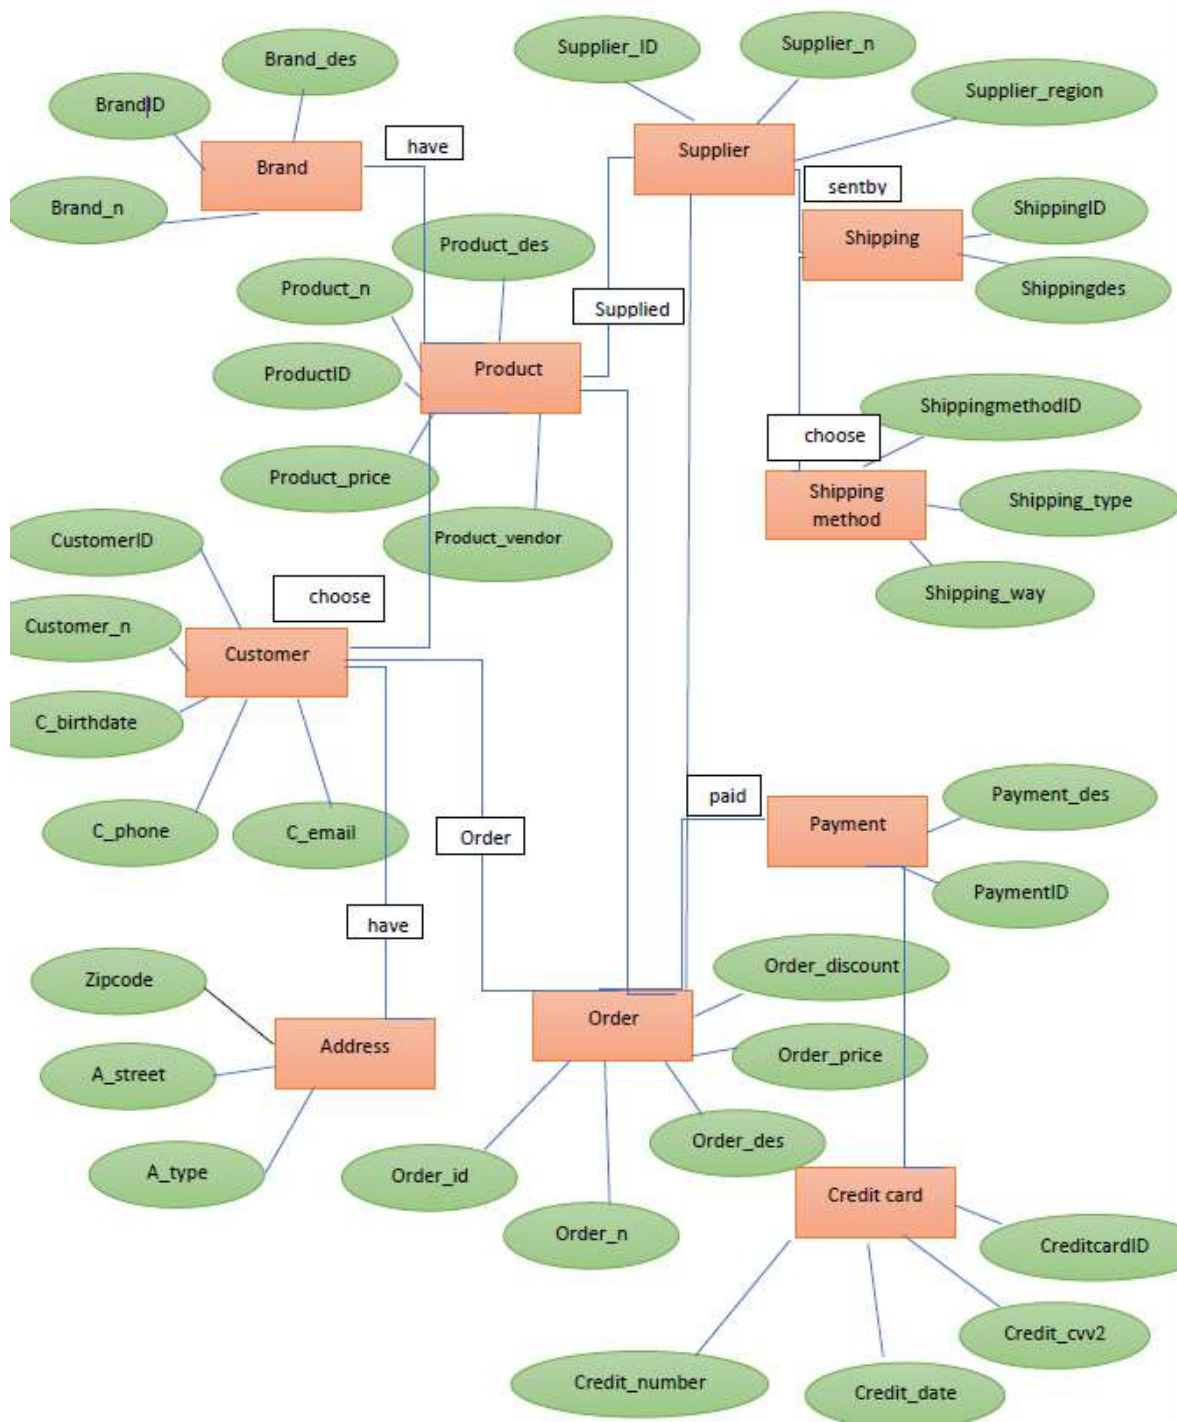 Supplier_ID
Supplier_n
Brand_des
Supplier_region
BrandID
have
Supplier
Brand
sentby
Brand_n
ShippingID
Product_des
Shipping
Product_n
Shippingdes
Supplied
ProductID
Product
ShippingmethodID
choose
Product_price
Shipping
method
Shipping_type
CustomerID
Product_vendor
choose
Shipping_way
Customer_n
Customer
C_birthdate
paid
Payment_des
Payment
C_phone
C_email
Order
PaymentID
have
Order_discount
Zipcode
Order
Address
Order_price
A_street
Order_des
A_type
Order_id
Credit card
Order_n
CreditcardID
Credit_cvv2
Credit_number
Credit_date